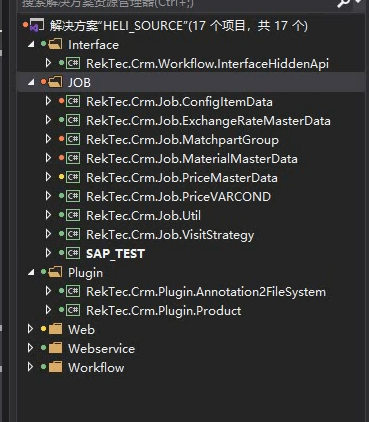 搜索解决方案资源管理器(Ctrl+;)
解决方案"HELI_SOURCE"(17 个项目，共 17 个)
Interface
C# RekTec.Crm.Workflow.InterfaceHiddenApi
JOB
C# RekTec.Crm.Job.ConfigItemData
C# RekTec.Crm.Job.ExchangeRateMasterData
C# RekTec.Crm.Job.MatchpartGroup
C# RekTec.Crm.Job.MaterialMasterData
C# RekTec.Crm.Job.PriceMasterData
C# RekTec.Crm.Job.PriceVARCOND
C# RekTec.Crm.Job.Util
C# RekTec.Crm.Job.VisitStrategy
C# SAP_TEST
Plugin
C# RekTec.Crm.Plugin.Annotation2FileSystem
C# RekTec.Crm.Plugin.Product
Web
Webservice
Workflow